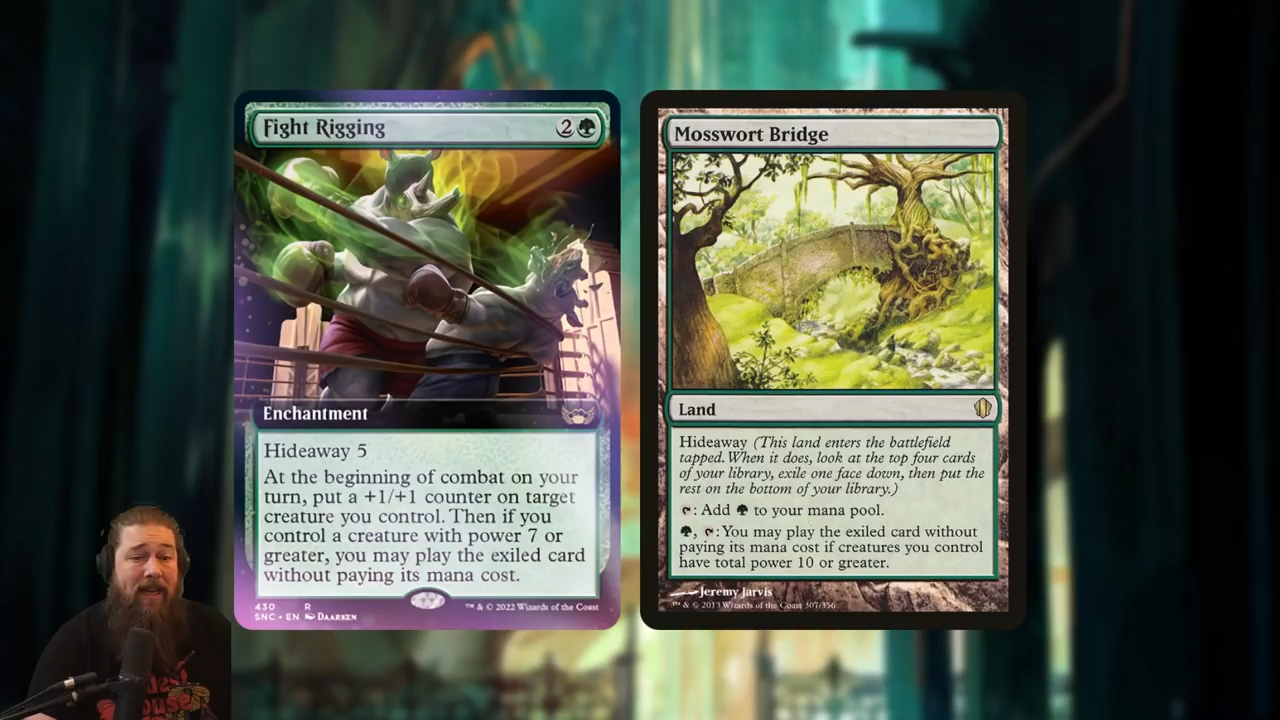 Fight Rigging 2
Enchantment
Hideaway 5
At the beginning of combat on your
turn, put a +1/+1 counter on target
creature you control. Then if you
control a creature with power 7 or
greater, you may play the exiled card
without paying its mana cost.
430 R
SNC • EN DAARKEN
™ & © 2022 Wizards of the Coast
Mosswort Bridge
Land
Hideaway (This land enters the battlefield
tapped. When it does, look at the top four cards
of your library, exile one face down, then put the
rest on the bottom of your library.)
: Add to your mana pool.
, : You may play the exiled card without
paying its mana cost if creatures you control
have total power 10 or greater.
Jeremy Jarvis
™ & © 2013 Wizards of the Coast 307/356